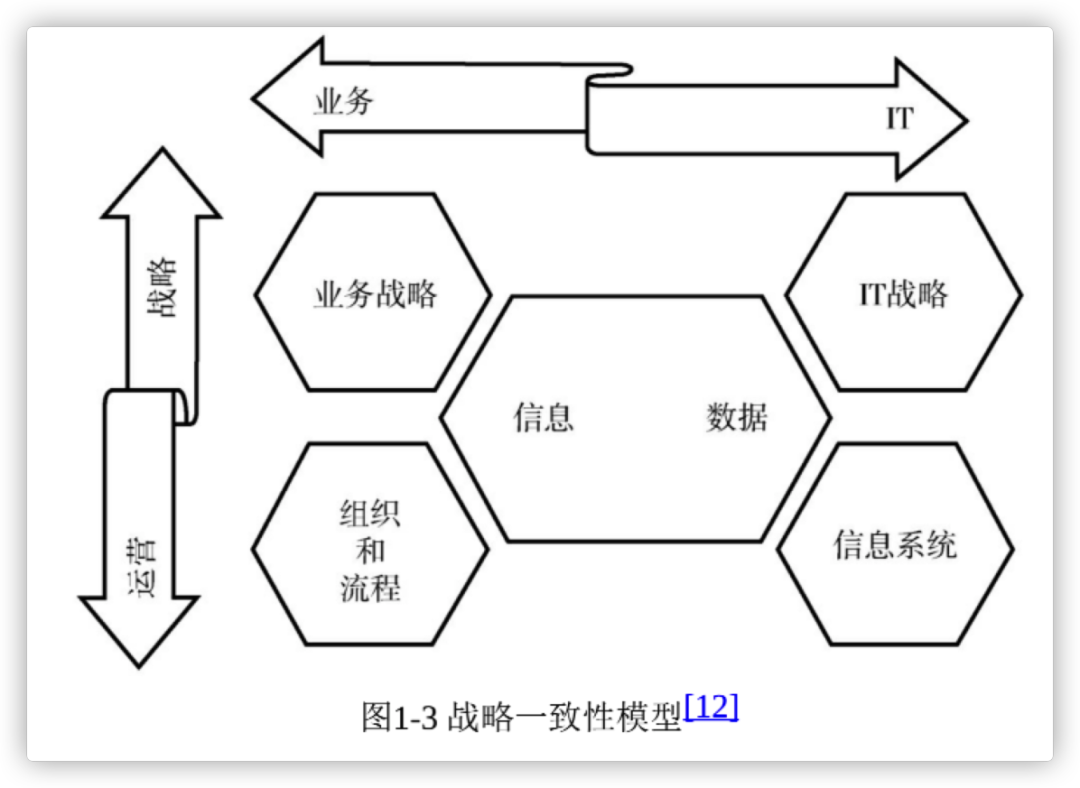 业务
IT
战略
业务战略
IT战略
信息
数据
组织
和
流程
信息系统
运营
图1-3 战略一致性模型[12]